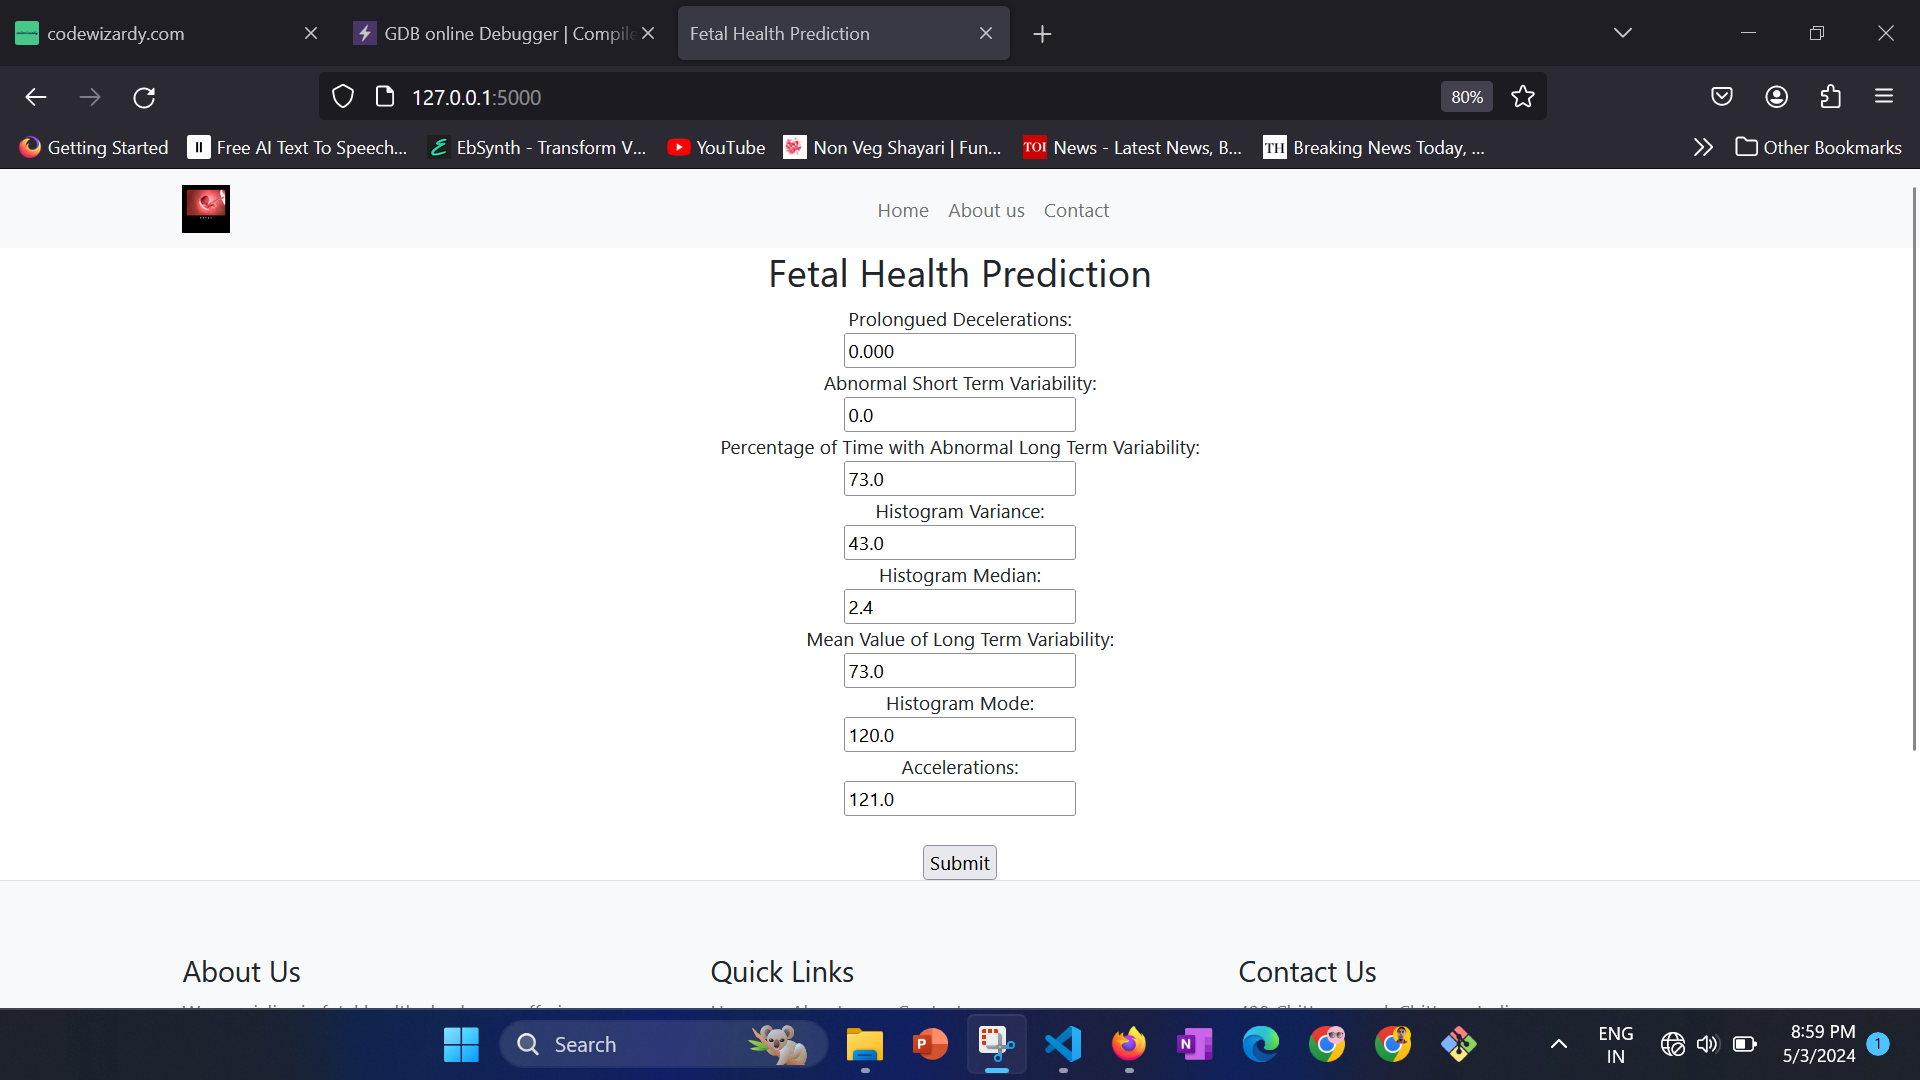 codewizardy.com
GDB online Debugger | Compile
Fetal Health Prediction
127.0.0.1:5000
80%
Getting Started
Free AI Text To Speech...
EbSynth - Transform V...
YouTube
Non Veg Shayari | Fun...
TOI
News - Latest News, B...
TH
Breaking News Today, ...
Other Bookmarks
Home
About us
Contact
Fetal Health Prediction
Prolongued Decelerations:
0.000
Abnormal Short Term Variability:
0.0
Percentage of Time with Abnormal Long Term Variability:
73.0
Histogram Variance:
43.0
Histogram Median:
2.4
Mean Value of Long Term Variability:
73.0
Histogram Mode:
120.0
Accelerations:
121.0
Submit
About Us
Quick Links
Contact Us
Search
ENG
IN
8:59 PM
5/3/2024
1